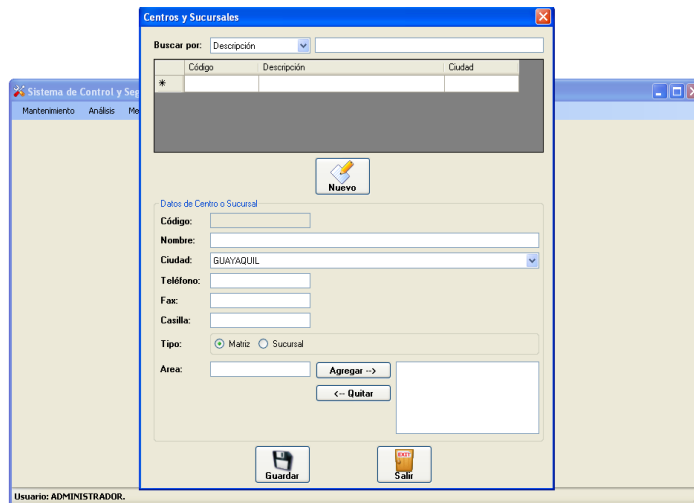 Centros y Sucursales
Buscar por: Descripción
Código Descripción Ciudad
Sistema de Control y Seg
Mantenimiento Análisis Me
Nuevo
Datos de Centro o Sucursal
Código:
Nombre:
Ciudad: GUAYAQUIL
Teléfono:
Fax:
Casilla:
Tipo: Matriz Sucursal
Area: Agregar -->
<-- Quitar
Guardar
EXIT
Salir
Usuario: ADMINISTRADOR.